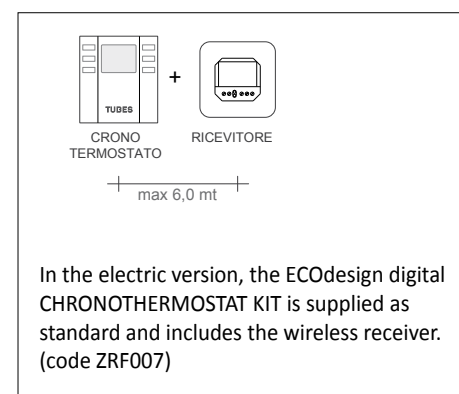 TUBES
+
CRONO
TERMOSTATO
RICEVITORE
max 6,0 mt
In the electric version, the ECOdesign digital
CHRONOTHERMOSTAT KIT is supplied as
standard and includes the wireless receiver.
(code ZRF007)